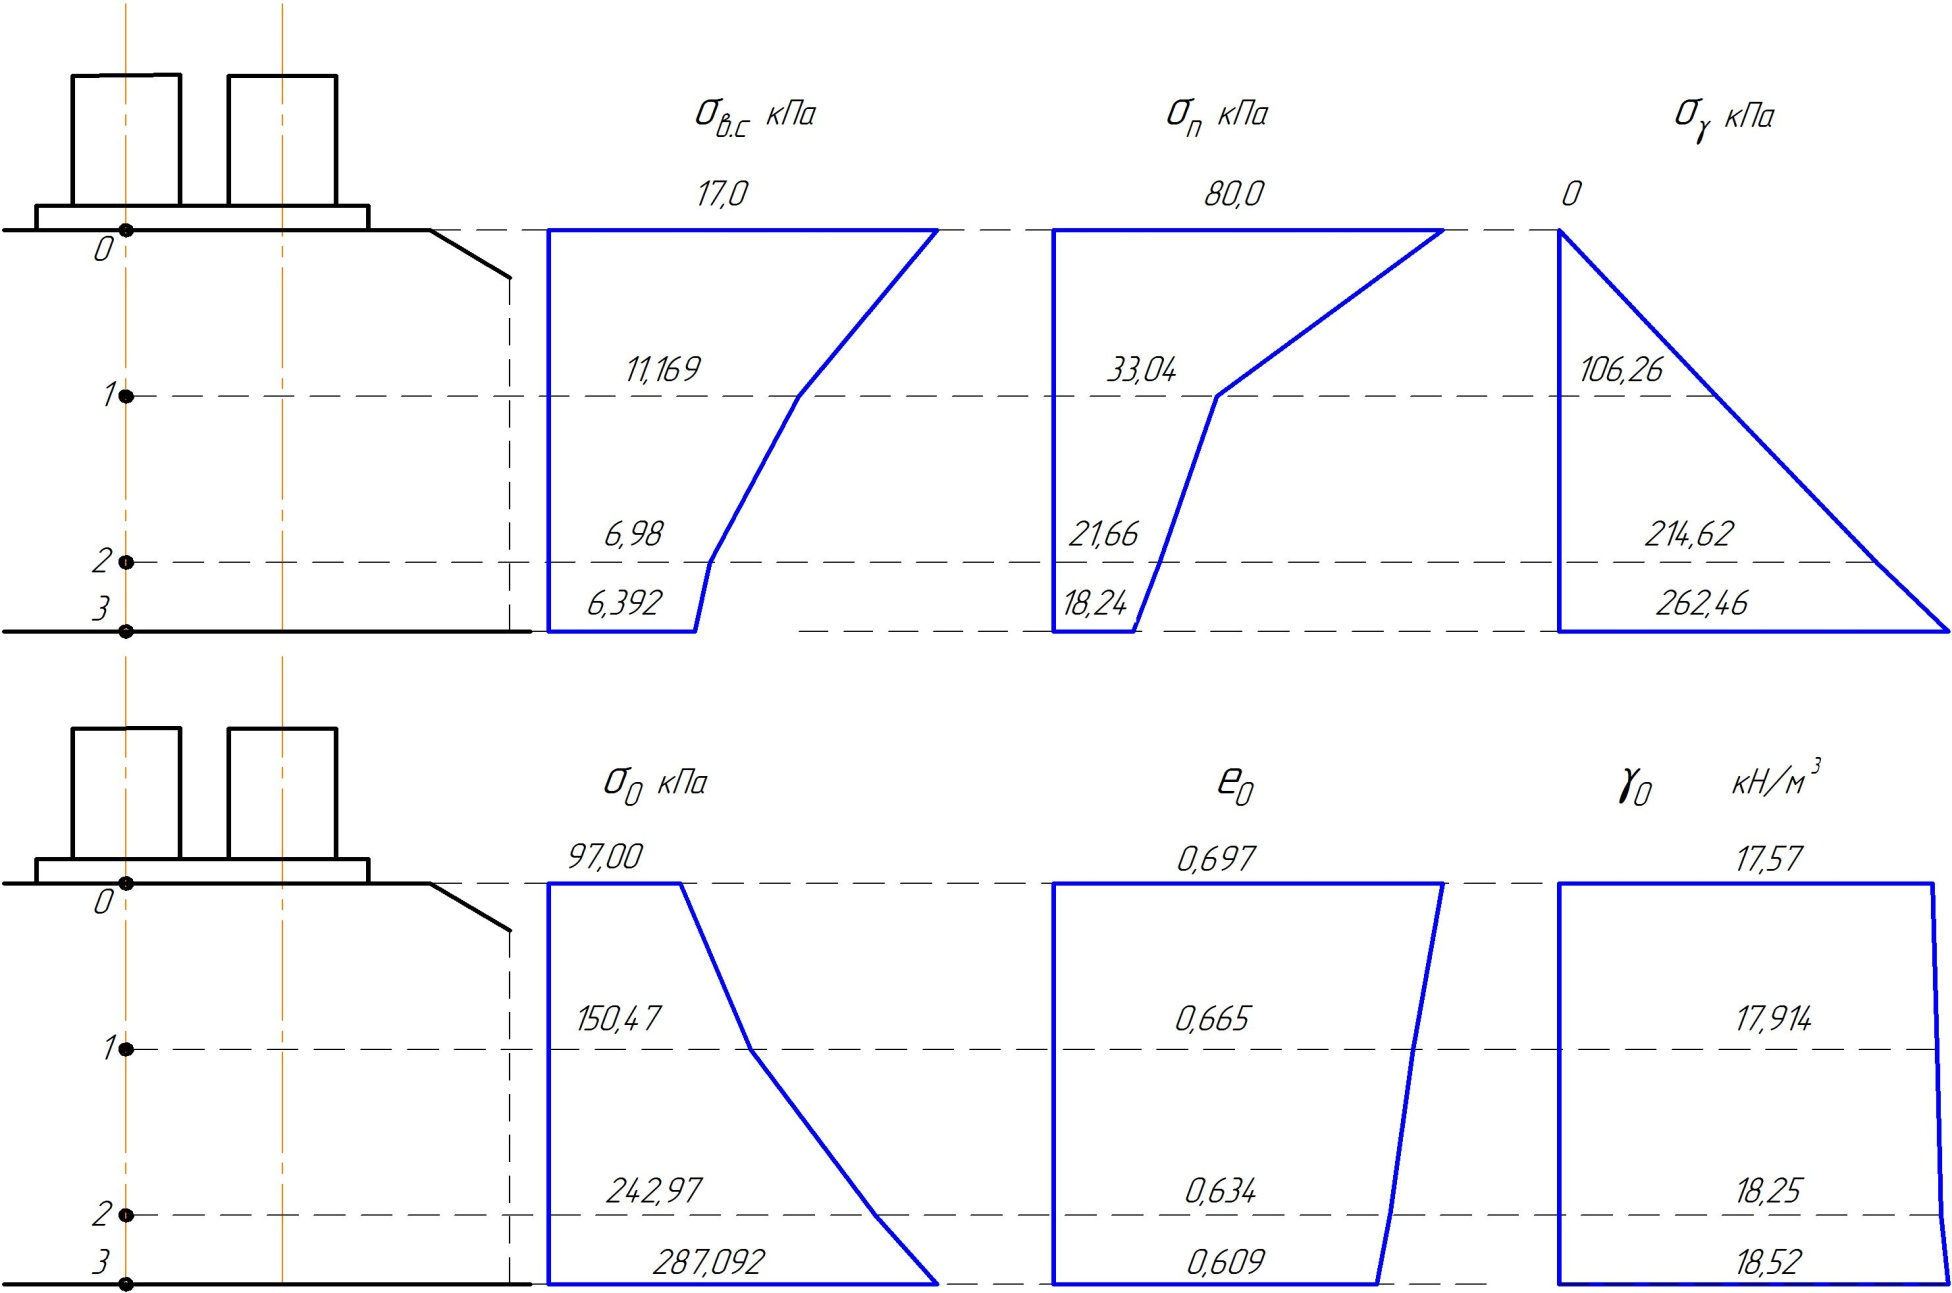 σв.с кПа σп кПа σγ кПа
17,0 80,0 0
0
11,169 33,04 106,26
1
6,98 21,66 214,62
2
6,392 18,24 262,46
3
σ0 кПа e0 γ0 кН/м³
97,00 0,697 17,57
0
150,47 0,665 17,914
1
242,97 0,634 18,25
2
287,092 0,609 18,52
3